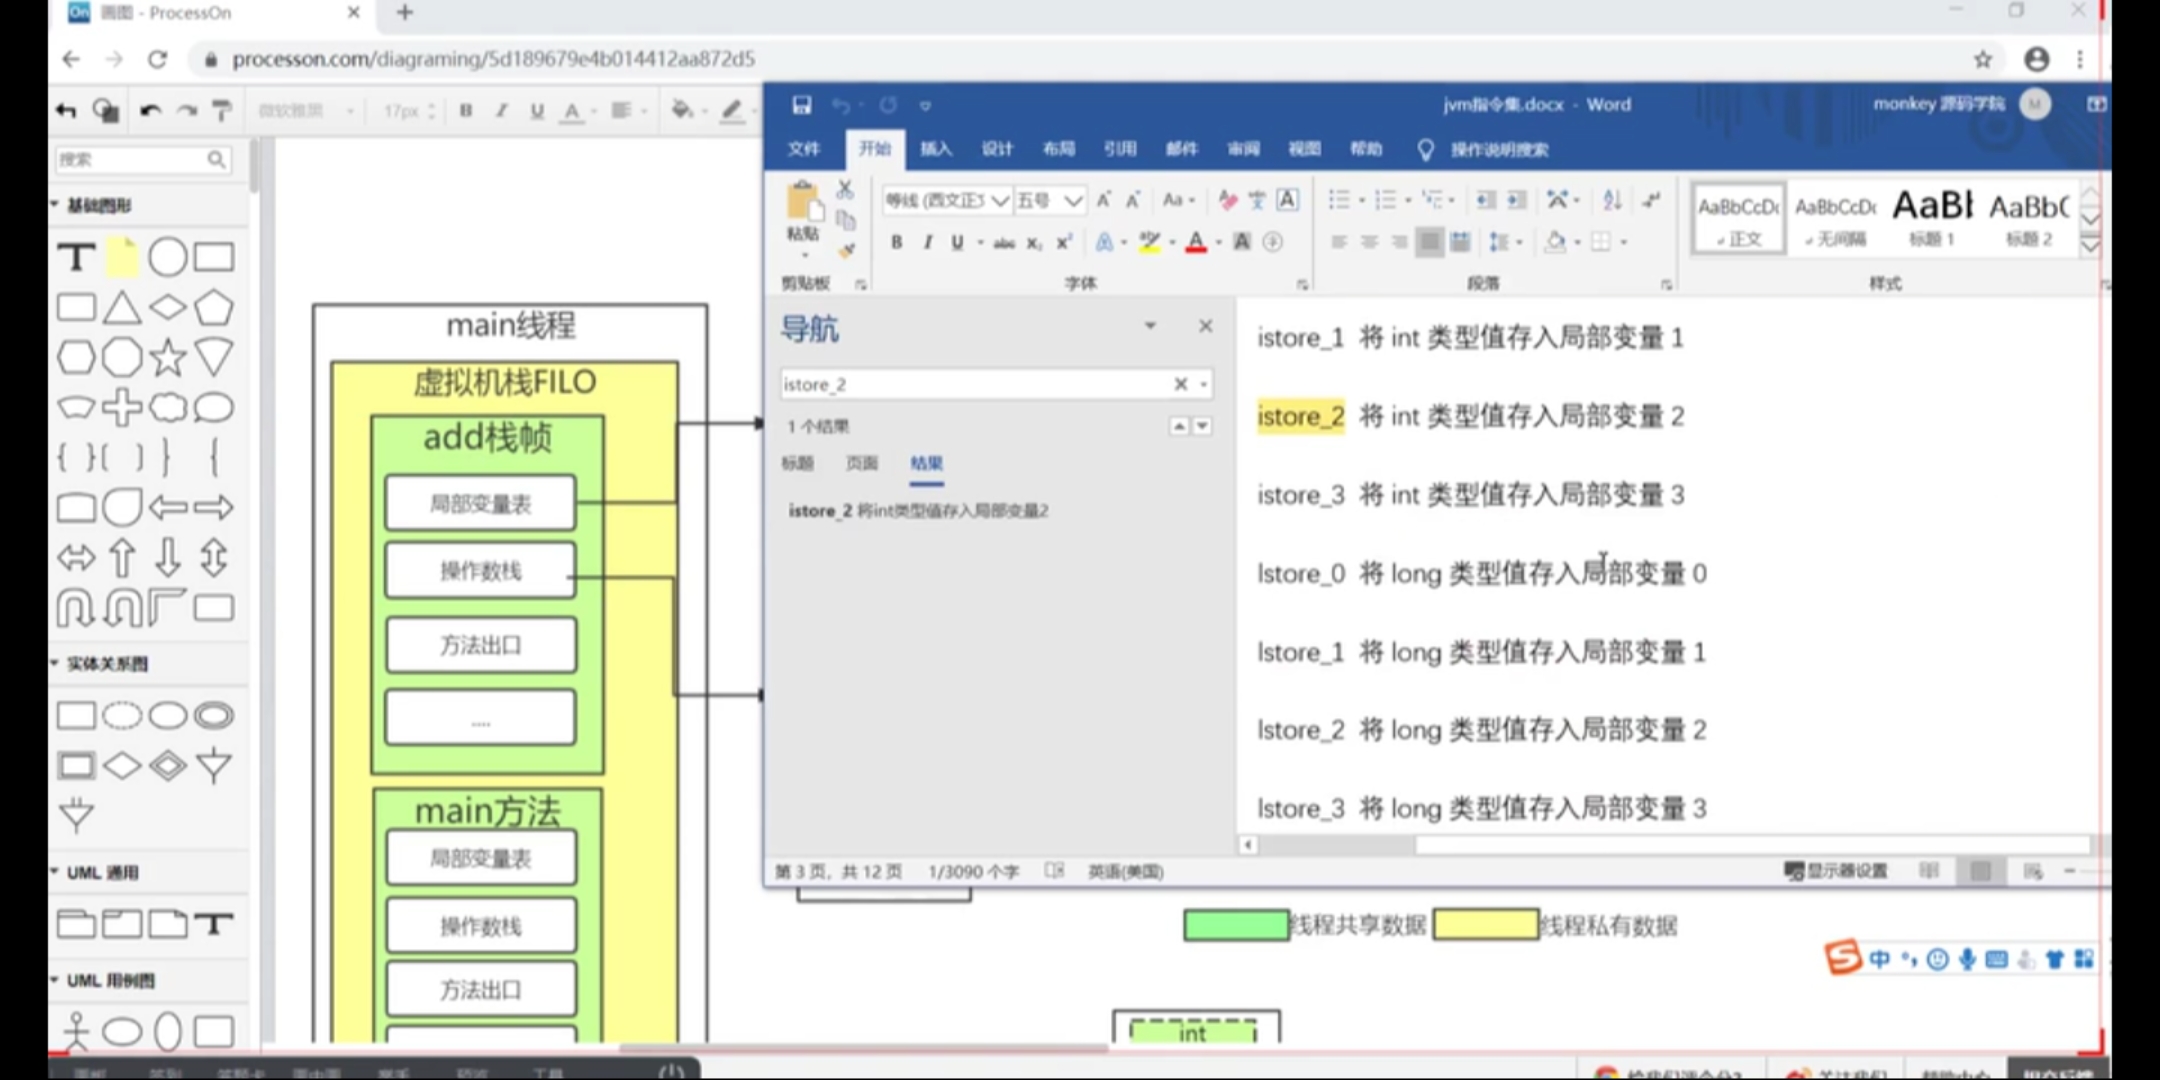 画图 - ProcessOn
processon.com/diagraming/5d189679e4b014412aa872d5
微软雅黑
17px
B I U A
搜索
基础图形
实体关系图
UML 通用
UML 用例图
main线程
虚拟机栈FILO
add栈帧
局部变量表
操作数栈
方法出口
....
main方法
局部变量表
操作数栈
方法出口
jvm指令集.docx - Word
monkey 源码学院
M
文件 开始 插入 设计 布局 引用 邮件 审阅 视图 帮助 操作说明搜索
粘贴
等线 (西文正文 五号
AaBbCcDc AaBbCcDc AaBb AaBbC
正文 无间隔 标题 1 标题 2
剪贴板 字体 段落 样式
导航
istore_2
1 个结果
标题 页面 结果
istore_2 将int类型值存入局部变量2
istore_1 将 int 类型值存入局部变量 1
istore_2 将 int 类型值存入局部变量 2
istore_3 将 int 类型值存入局部变量 3
lstore_0 将 long 类型值存入局部变量 0
lstore_1 将 long 类型值存入局部变量 1
lstore_2 将 long 类型值存入局部变量 2
lstore_3 将 long 类型值存入局部变量 3
第 3 页，共 12 页 1/3090 个字 英语(美国)
显示器设置
线程共享数据 线程私有数据
中
int